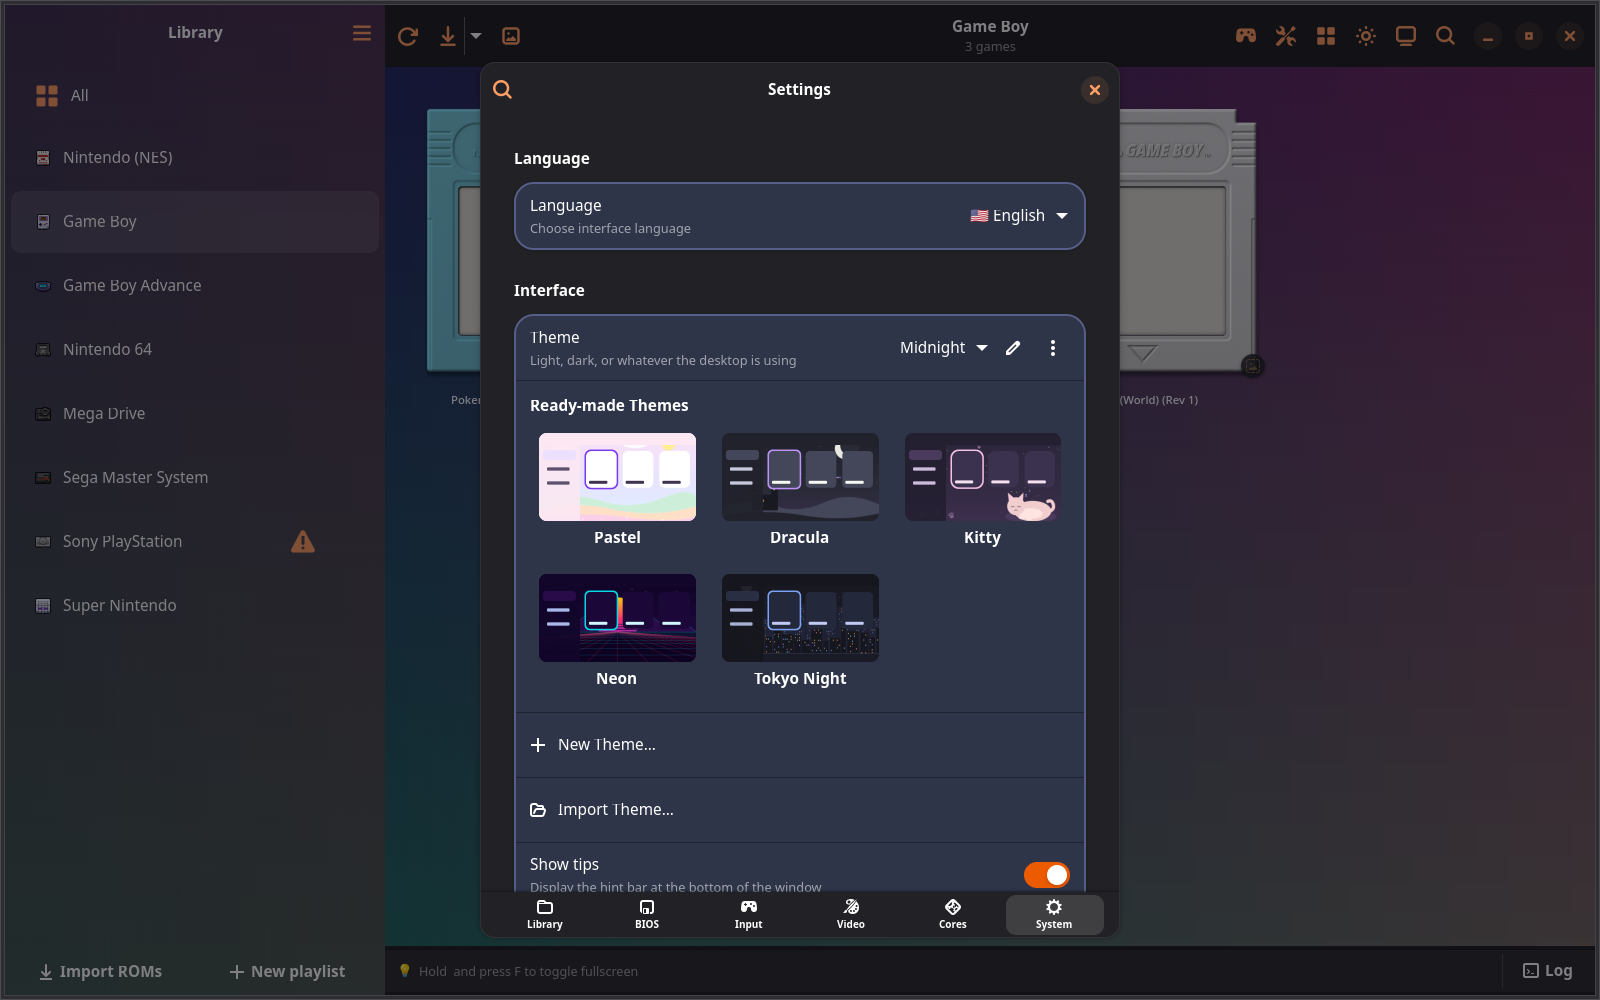 Library
All
Nintendo (NES)
Game Boy
Game Boy Advance
Nintendo 64
Mega Drive
Sega Master System
Sony PlayStation
Super Nintendo
Import ROMs
New playlist
Game Boy
3 games
GAME BOY
(World) (Rev 1)
Settings
Language
Language
Choose interface language
English
Interface
Theme
Light, dark, or whatever the desktop is using
Midnight
Ready-made Themes
Pastel
Dracula
Kitty
Neon
Tokyo Night
New Theme...
Import Theme...
Show tips
Display the hint bar at the bottom of the window
Library
BIOS
Input
Video
Cores
System
Hold and press F to toggle fullscreen
Log